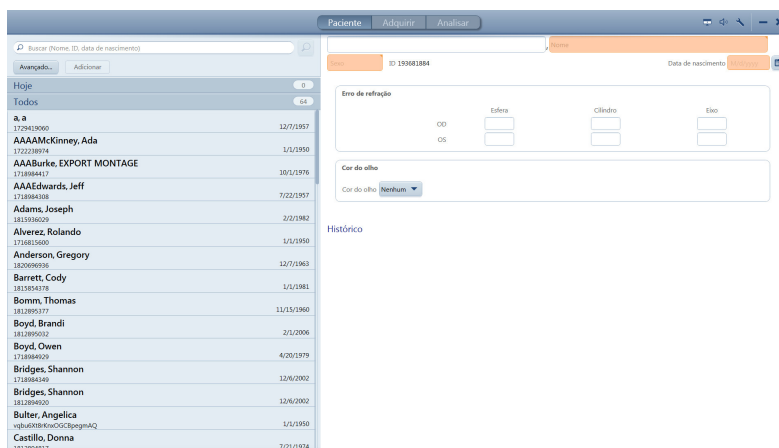 Paciente Adquirir Analisar
Buscar (Nome, ID, data de nascimento)
Avançado... Adicionar
Hoje 0
Todos 64
a, a
1729419060 12/7/1957
AAAAMcKinney, Ada
1722238974 1/1/1950
AAABurke, EXPORT MONTAGE
1718984417 10/1/1976
AAAEdwards, Jeff
1718984308 7/22/1957
Adams, Joseph
1815936029 2/2/1982
Alverez, Rolando
1716815600 1/1/1950
Anderson, Gregory
1820696936 12/7/1963
Barrett, Cody
1815854378 1/1/1981
Bomm, Thomas
1812895377 11/15/1960
Boyd, Brandi
1812895032 2/1/2006
Boyd, Owen
1718984929 4/20/1979
Bridges, Shannon
1718984349 12/6/2002
Bridges, Shannon
1812894920 12/6/2002
Bulter, Angelica
vqbu6Xt8rKnxOGCBpegmAQ 1/1/1950
Castillo, Donna
7/21/1974
, Nome
Sexo ID 193681884 Data de nascimento
Erro de refração
Esfera Cilindro Eixo
OD
OS
Cor do olho
Cor do olho Nenhum
Histórico